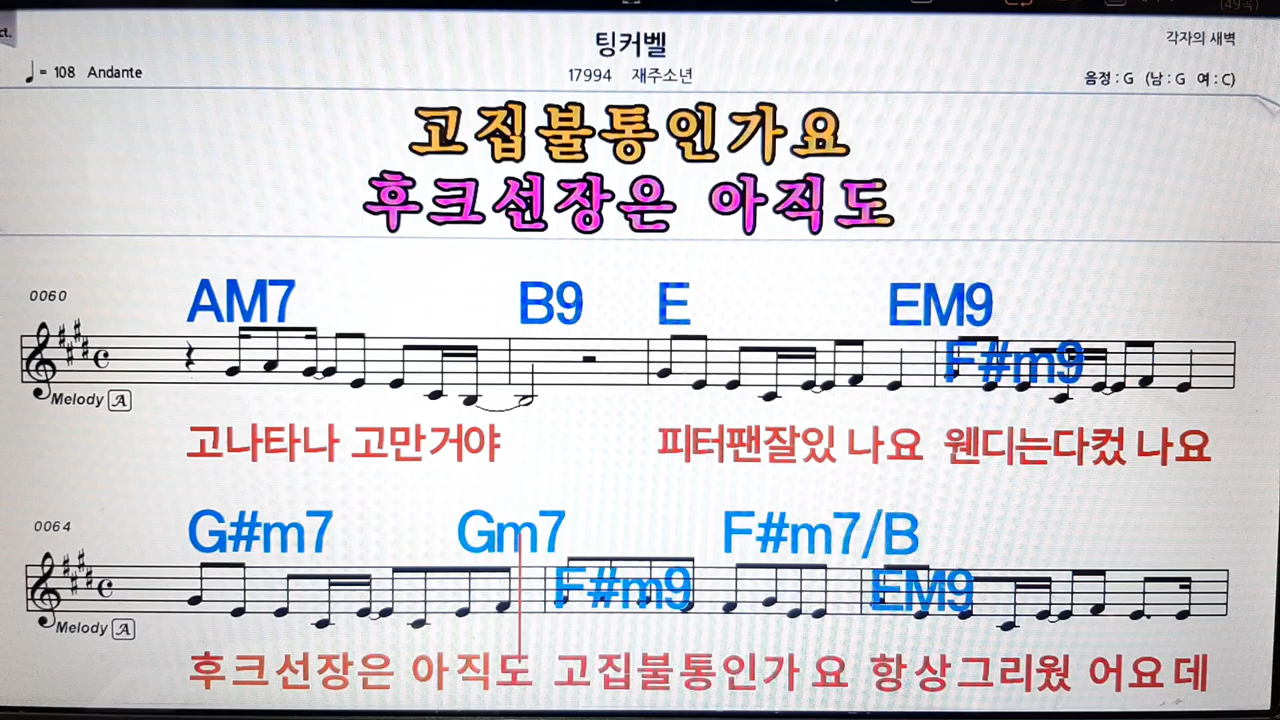 ct.
(49곡)
팅커벨
각자의 새벽
♩= 108 Andante
17994 재주소년
음정 : G (남 : G 여 : C)
고집불통인가요
후크선장은 아직도
0060
AM7 B9 E EM9
F#m9
Melody A
고나타나 고만거야 피터팬잘있 나요 웬디는다컸 나요
0064
G#m7 Gm7 F#m7/B
F#m9 EM9
Melody A
후크선장은 아직도 고집불통인가 요 항상그리웠 어요데